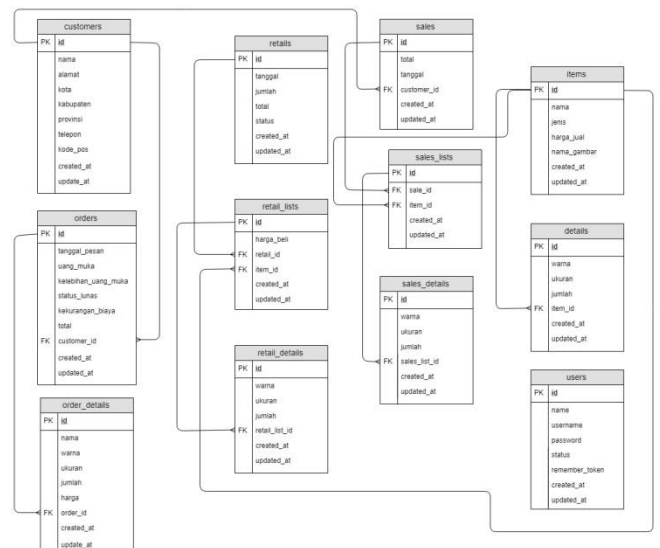 customers
PK id
nama
alamat
kota
kabupaten
provinsi
telepon
kode_pos
created_at
update_at
orders
PK id
tanggal_pesan
uang_muka
kelebihan_uang_muka
status_lunas
kekurangan_biaya
total
FK customer_id
created_at
updated_at
order_details
PK id
nama
warna
ukuran
jumlah
harga
FK order_id
created_at
update_at
retails
PK id
tanggal
jumlah
total
status
created_at
updated_at
retail_lists
PK id
harga_beli
FK retail_id
FK item_id
created_at
updated_at
retail_details
PK id
warna
ukuran
jumlah
FK retail_list_id
created_at
updated_at
sales
PK id
total
tanggal
FK customer_id
created_at
updated_at
sales_lists
PK id
FK sale_id
FK item_id
created_at
updated_at
sales_details
PK id
warna
ukuran
jumlah
FK sales_list_id
created_at
updated_at
items
PK id
nama
jenis
harga_jual
nama_gambar
created_at
updated_at
details
PK id
warna
ukuran
jumlah
FK item_id
created_at
updated_at
users
PK id
name
username
password
status
remember_token
created_at
updated_at